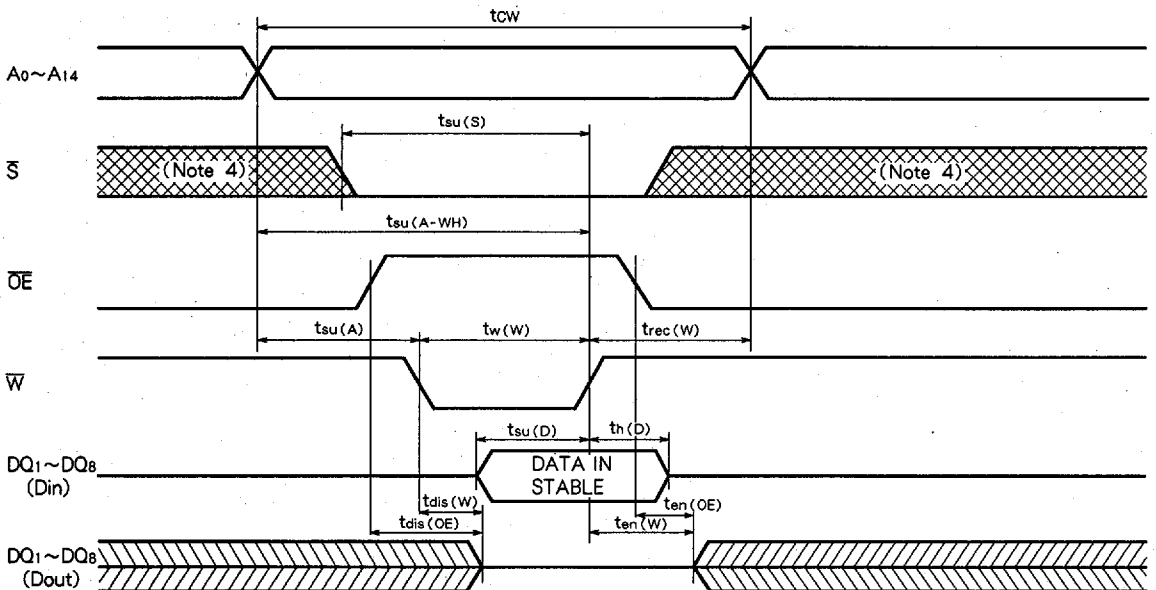 tCW
A0~A14
tsu(S)
S̅
(Note 4)
(Note 4)
tsu(A-WH)
O̅E̅
tsu(A)
tw(W)
trec(W)
W̅
tsu(D)
th(D)
DQ1~DQ8
(Din)
DATA IN
STABLE
tdis(W)
ten(OE)
tdis(OE)
ten(W)
DQ1~DQ8
(Dout)